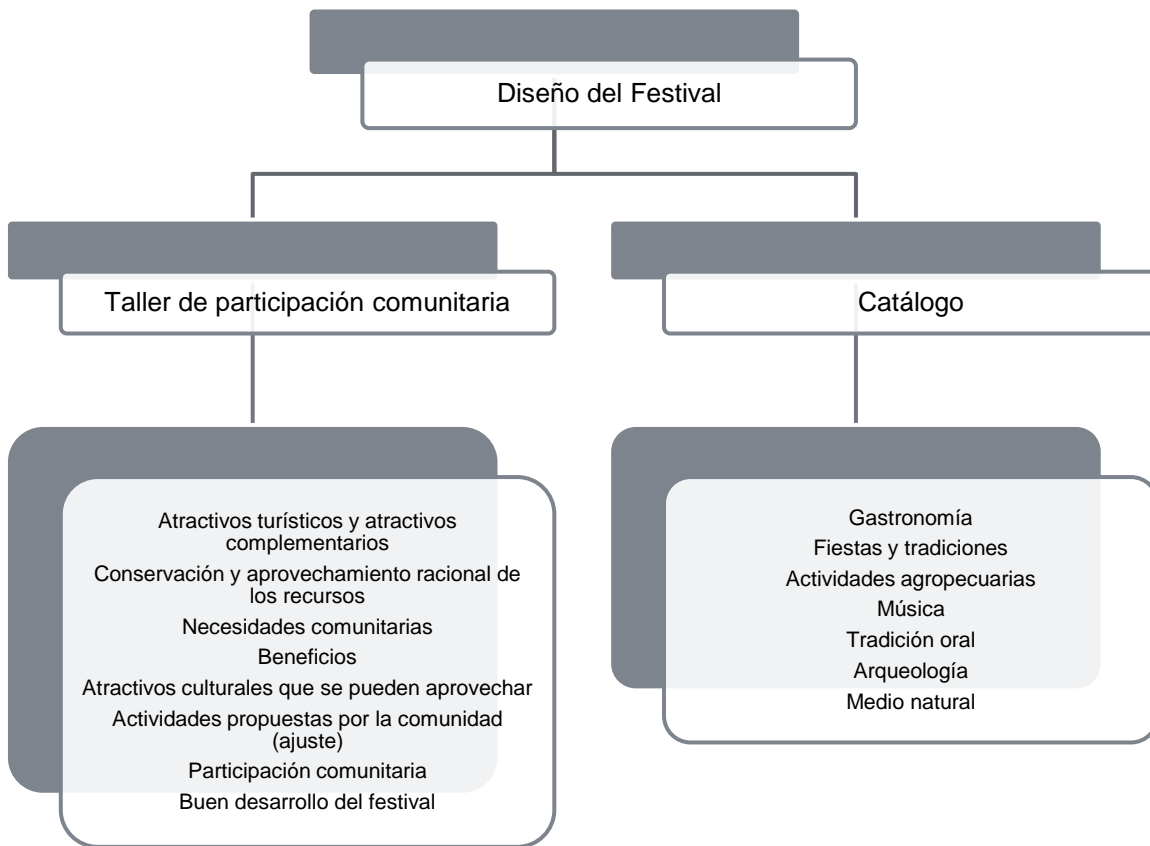 Diseño del Festival
Taller de participación comunitaria
Catálogo
Atractivos turísticos y atractivos
complementarios
Conservación y aprovechamiento racional de
los recursos
Necesidades comunitarias
Beneficios
Atractivos culturales que se pueden aprovechar
Actividades propuestas por la comunidad
(ajuste)
Participación comunitaria
Buen desarrollo del festival
Gastronomía
Fiestas y tradiciones
Actividades agropecuarias
Música
Tradición oral
Arqueología
Medio natural